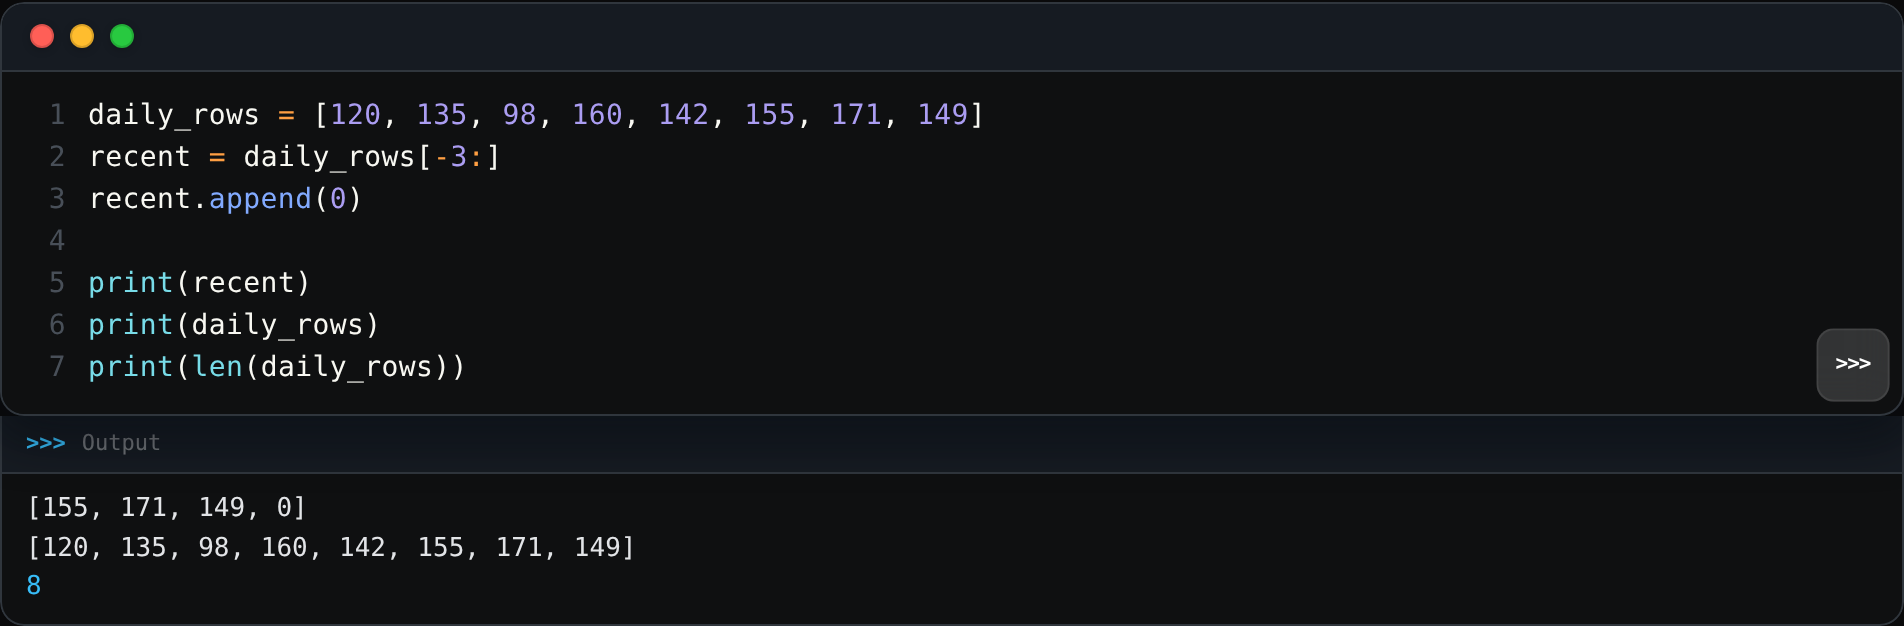 1 daily_rows = [120, 135, 98, 160, 142, 155, 171, 149]
2 recent = daily_rows[-3:]
3 recent.append(0)
4
5 print(recent)
6 print(daily_rows)
7 print(len(daily_rows))
>>>
>>> Output
[155, 171, 149, 0]
[120, 135, 98, 160, 142, 155, 171, 149]
8